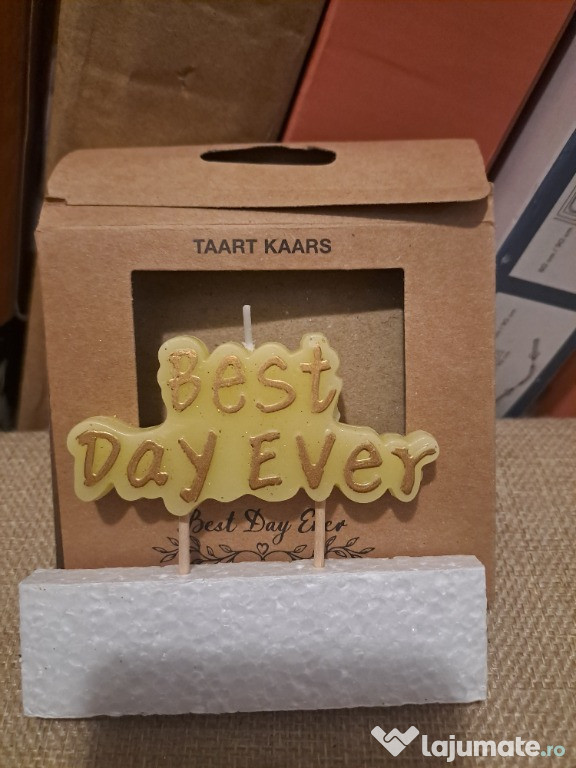 TAART KAARS
Best
Day Ever
Best Day Ever
lajumate.ro